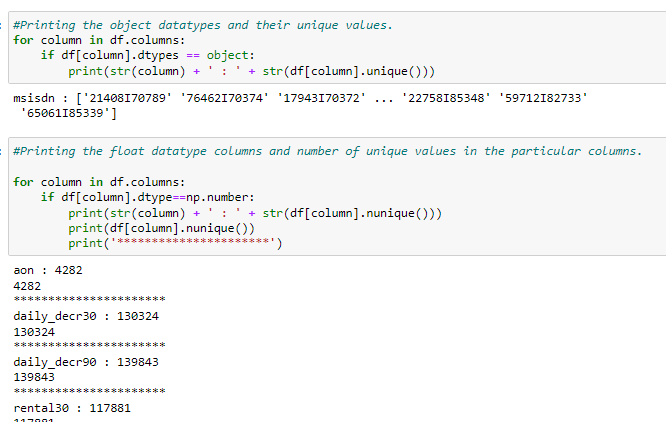 #Printing the object datatypes and their unique values.
for column in df.columns:
    if df[column].dtypes == object:
        print(str(column) + ' : ' + str(df[column].unique()))
msisdn : ['21408I70789' '76462I70374' '17943I70372' ... '22758I85348' '59712I82733'
 '65061I85339']
#Printing the float datatype columns and number of unique values in the particular columns.
for column in df.columns:
    if df[column].dtype==np.number:
        print(str(column) + ' : ' + str(df[column].nunique()))
        print(df[column].nunique())
        print('**********************')
aon : 4282
4282
**********************
daily_decr30 : 130324
130324
**********************
daily_decr90 : 139843
139843
**********************
rental30 : 117881
117881